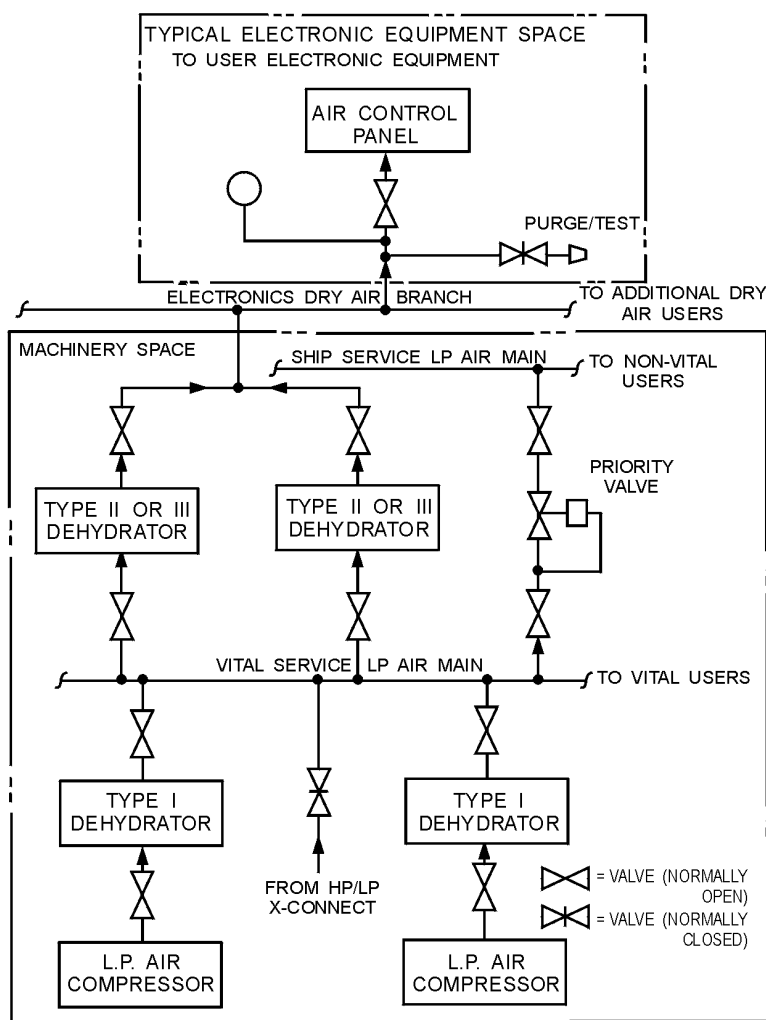 TYPICAL ELECTRONIC EQUIPMENT SPACE
TO USER ELECTRONIC EQUIPMENT
AIR CONTROL
PANEL
PURGE/TEST
ELECTRONICS DRY AIR BRANCH
TO ADDITIONAL DRY
AIR USERS
MACHINERY SPACE
SHIP SERVICE LP AIR MAIN
TO NON-VITAL
USERS
PRIORITY
VALVE
TYPE II OR III
DEHYDRATOR
TYPE II OR III
DEHYDRATOR
VITAL SERVICE LP AIR MAIN
TO VITAL USERS
TYPE I
DEHYDRATOR
TYPE I
DEHYDRATOR
FROM HP/LP
X-CONNECT
= VALVE (NORMALLY
OPEN)
= VALVE (NORMALLY
CLOSED)
L.P. AIR
COMPRESSOR
L.P. AIR
COMPRESSOR